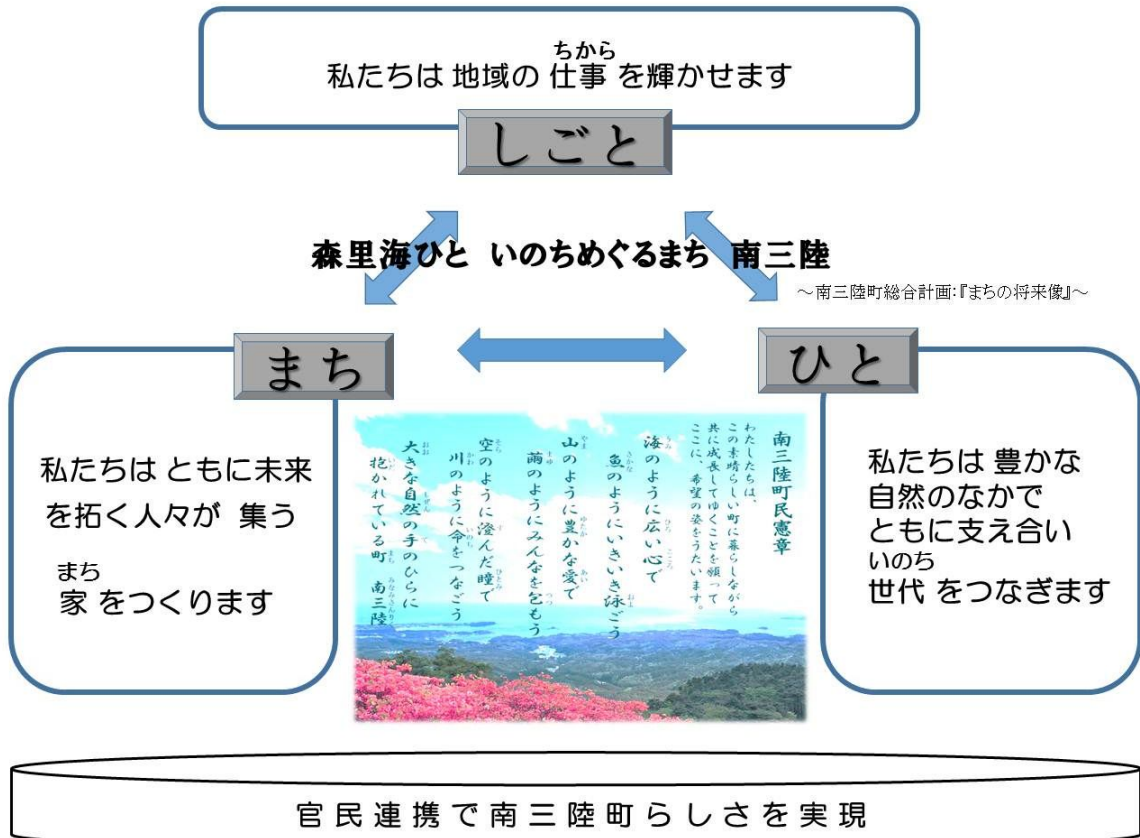 私たちは 地域の 仕事 を輝かせます
ちから
しごと
森里海ひと いのちめぐるまち 南三陸
～南三陸町総合計画:『まちの将来像』～
まち
私たちは ともに未来
を拓く人々が 集う
まち
家 をつくります
ひと
私たちは 豊かな
自然のなかで
ともに支え合い
いのち
世代 をつなぎます
南三陸町民憲章
わたしたちは、
この素晴らしい町に暮らしながら
共に成長してゆくことを願って
ここに、希望の姿をうたいます。
海のように広い心で
魚のようにいきいき泳ごう
山のように豊かな愛で
繭のようにみんなを包もう
空のように澄んだ瞳で
川のように命をつなごう
大きな自然の手のひらに
抱かれている町 南三陸
官民連携で南三陸町らしさを実現